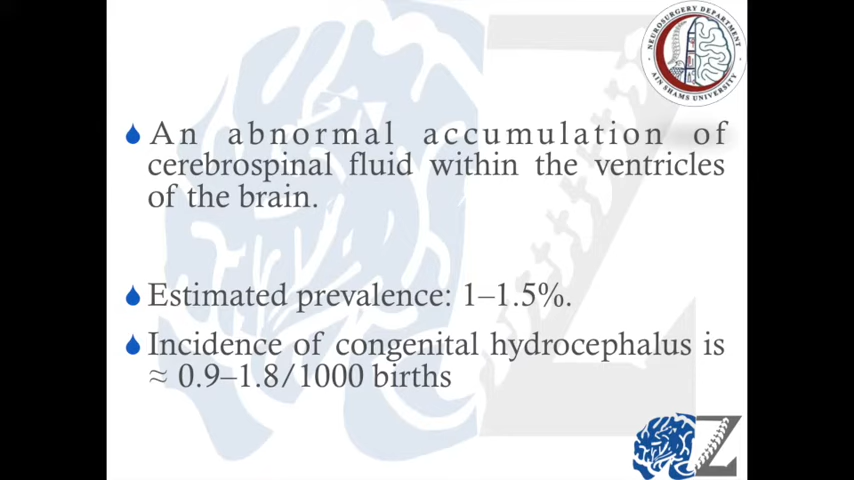 NEUROSURGERY DEPARTMENT
AIN SHAMS UNIVERSITY
An abnormal accumulation of
cerebrospinal fluid within the ventricles
of the brain.
Estimated prevalence: 1–1.5%.
Incidence of congenital hydrocephalus is
≈ 0.9–1.8/1000 births
Z